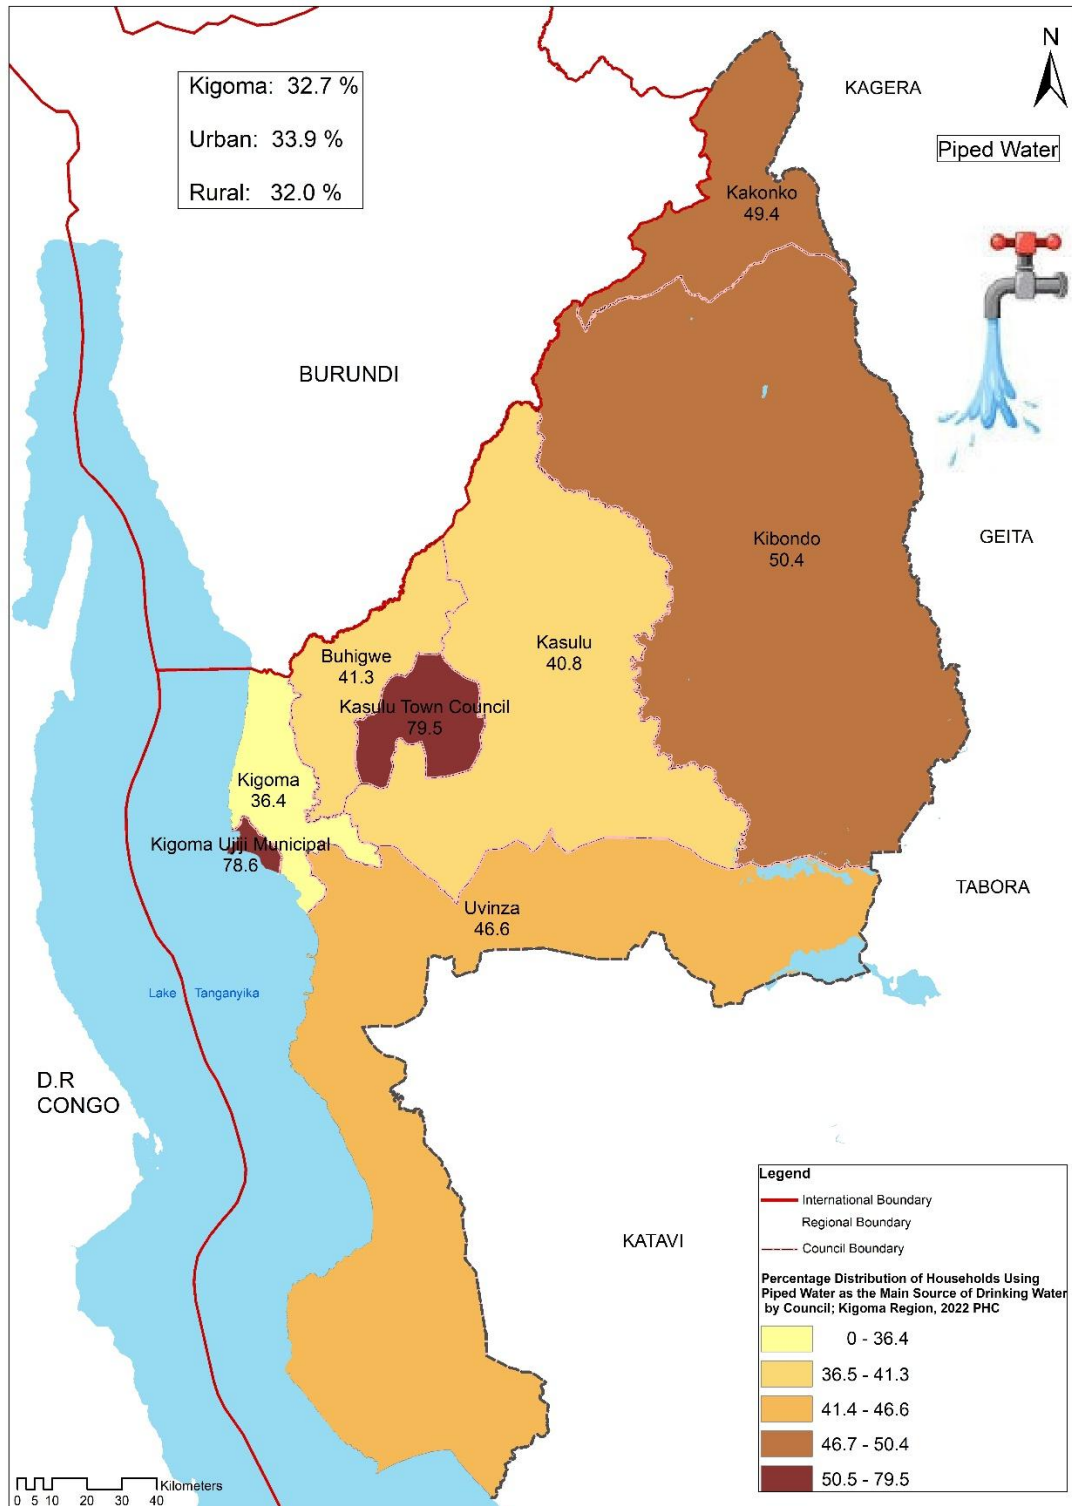 Kigoma: 32.7 %
Urban: 33.9 %
Rural: 32.0 %
N
KAGERA
Piped Water
Kakonko
49.4
BURUNDI
GEITA
Kibondo
50.4
Kasulu
40.8
Buhigwe
41.3
Kasulu Town Council
79.5
Kigoma
36.4
Kigoma Ujiji Municipal
78.6
TABORA
Uvinza
46.6
Lake Tanganyika
D.R
CONGO
KATAVI
Legend
International Boundary
Regional Boundary
Council Boundary
Percentage Distribution of Households Using
Piped Water as the Main Source of Drinking Water
by Council; Kigoma Region, 2022 PHC
0 - 36.4
36.5 - 41.3
41.4 - 46.6
46.7 - 50.4
50.5 - 79.5
Kilometers
0 5 10 20 30 40